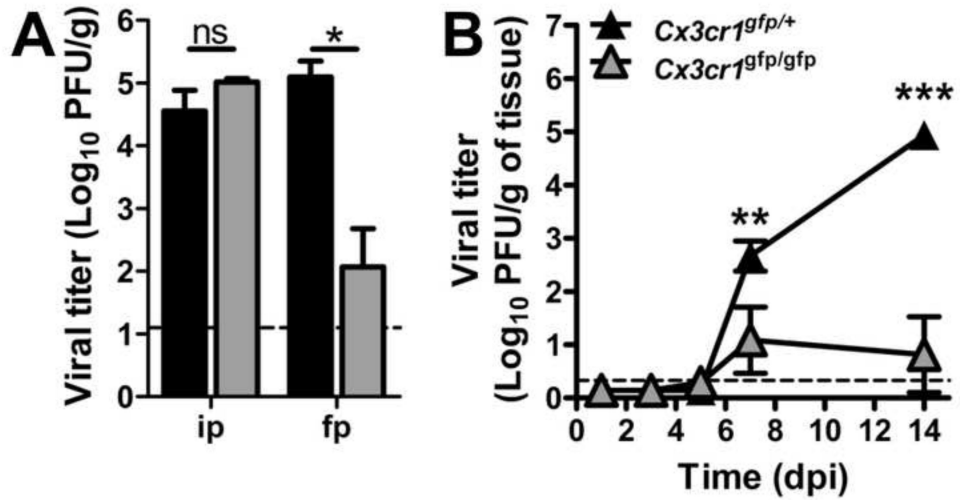 A
Viral titer (Log10 PFU/g)
6
5
4
3
2
1
0
ns
*
ip
fp
B
Viral titer
(Log10 PFU/g of tissue)
7
6
5
4
3
2
1
0
Cx3cr1gfp/+
Cx3cr1gfp/gfp
**
***
0 2 4 6 8 10 12 14
Time (dpi)